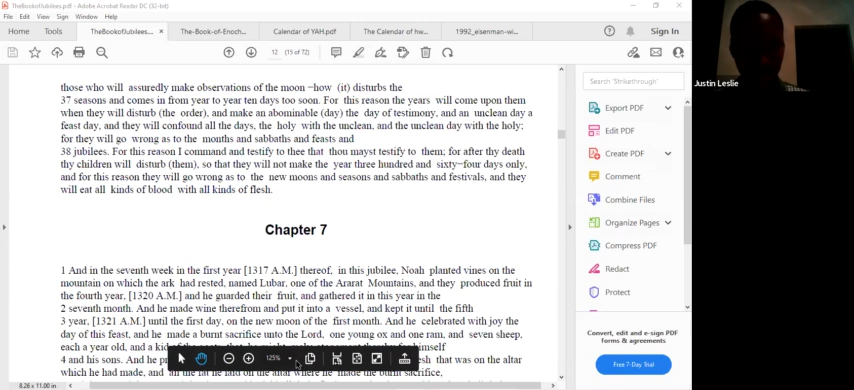 TheBookofJubilees.pdf - Adobe Acrobat Reader DC (32-bit)
File Edit View Sign Window Help
Home Tools TheBookofJubilees.... × The-Book-of-Enoch... Calendar of YAH.pdf The Calendar of hw... 1992_eisenman-wi... Sign In
12 (15 of 72)
those who will assuredly make observations of the moon −how (it) disturbs the
37 seasons and comes in from year to year ten days too soon. For this reason the years will come upon them
when they will disturb (the order), and make an abominable (day) the day of testimony, and an unclean day a
feast day, and they will confound all the days, the holy with the unclean, and the unclean day with the holy;
for they will go wrong as to the months and sabbaths and feasts and
38 jubilees. For this reason I command and testify to thee that thou mayst testify to them; for after thy death
thy children will disturb (them), so that they will not make the year three hundred and sixty−four days only,
and for this reason they will go wrong as to the new moons and seasons and sabbaths and festivals, and they
will eat all kinds of blood with all kinds of flesh.
Chapter 7
1 And in the seventh week in the first year [1317 A.M.] thereof, in this jubilee, Noah planted vines on the
mountain on which the ark had rested, named Lubar, one of the Ararat Mountains, and they produced fruit in
the fourth year, [1320 A.M.] and he guarded their fruit, and gathered it in this year in the
2 seventh month. And he made wine therefrom and put it into a vessel, and kept it until the fifth
3 year, [1321 A.M.] until the first day, on the new moon of the first month. And he celebrated with joy the
day of this feast, and he made a burnt sacrifice unto the Lord, one young ox and one ram, and seven sheep,
each a year old, and a kid
4 and his sons. And he that was on the altar
which he had made, and all the fat he laid on the altar where he made the burnt sacrifice,
125%
8.26 x 11.00 in
Search 'Strikethrough'
Export PDF
Edit PDF
Create PDF
Comment
Combine Files
Organize Pages
Compress PDF
Redact
Protect
Convert, edit and e-sign PDF
forms & agreements
Free 7-Day Trial
Justin Leslie